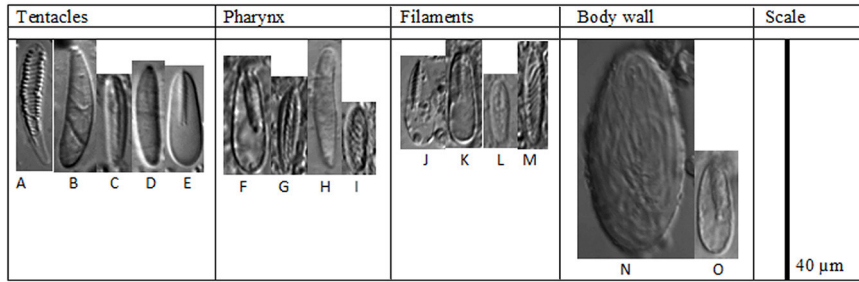 Tentacles Pharynx Filaments Body wall Scale
A B C D E F G H I J K L M N O
40 µm